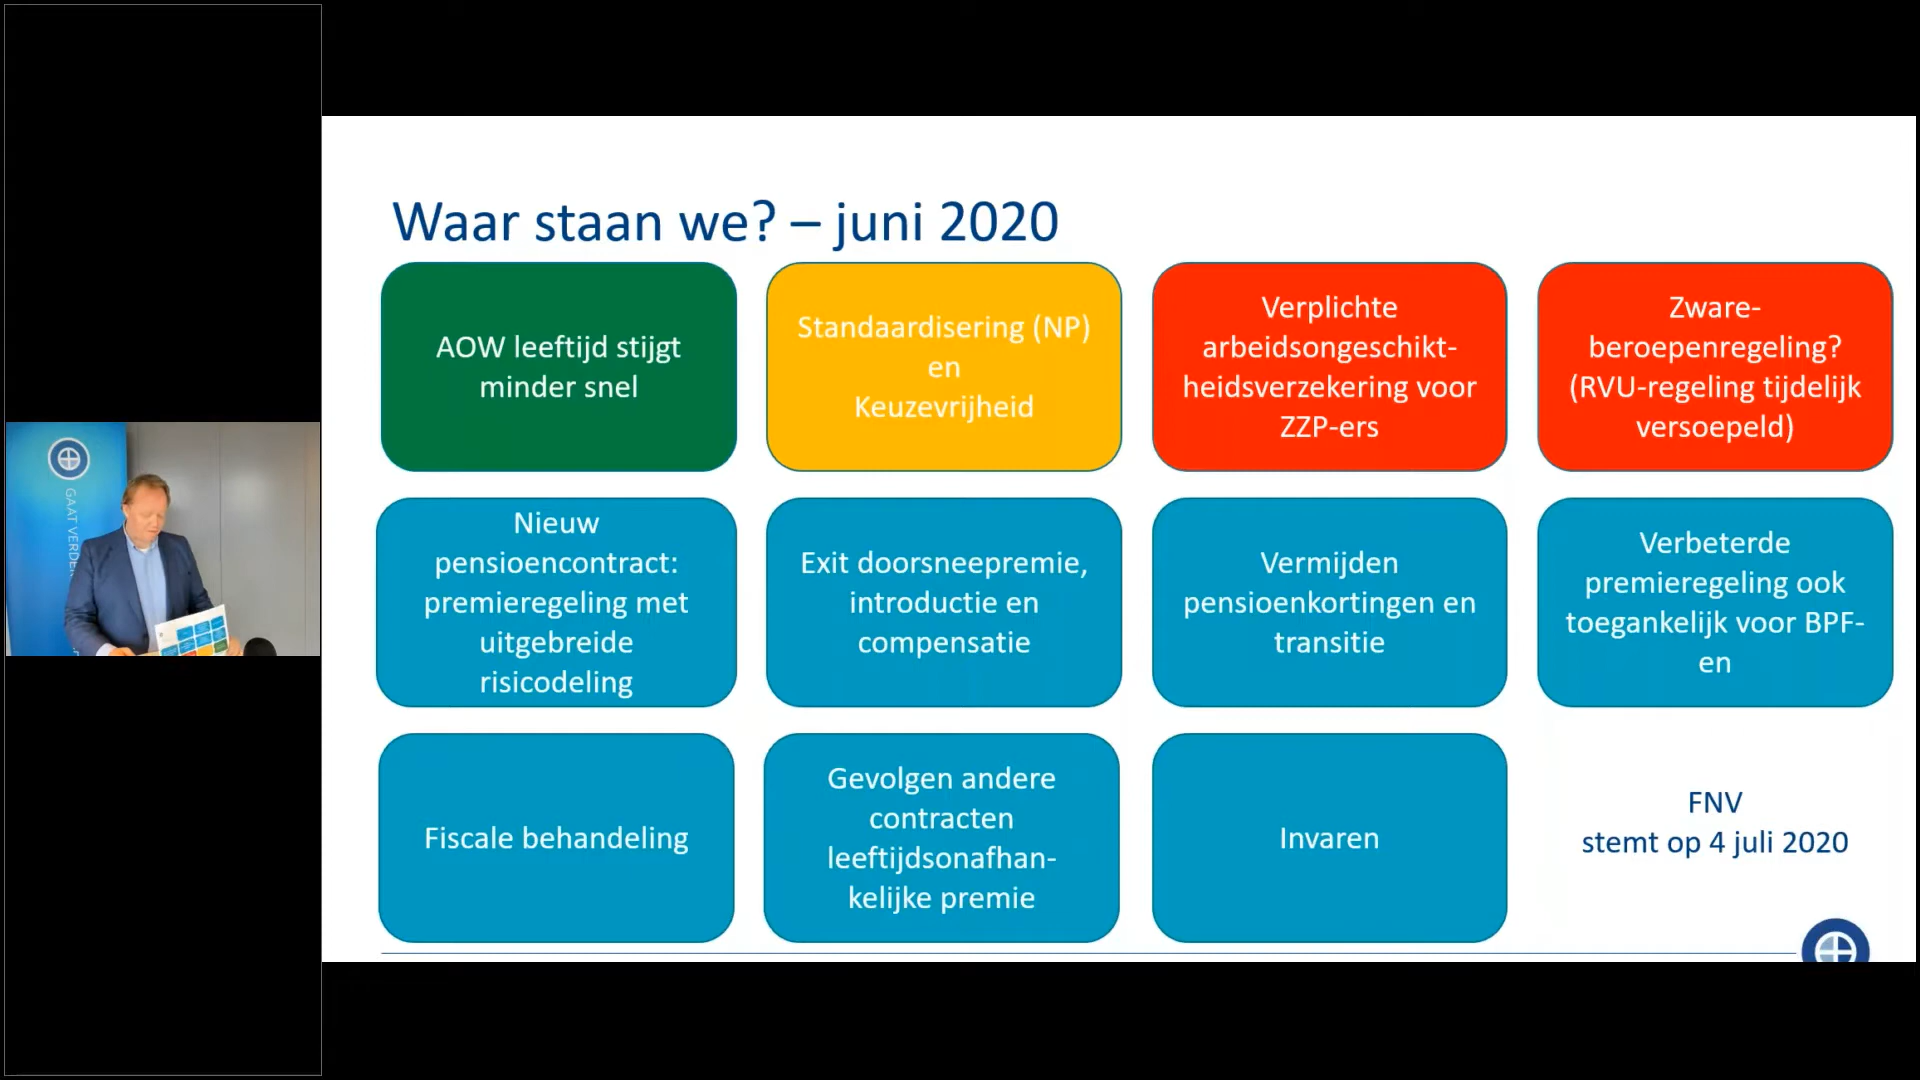 Waar staan we? – juni 2020
AOW leeftijd stijgt
minder snel
Standaardisering (NP)
en
Keuzevrijheid
Verplichte
arbeidsongeschikt-
heidsverzekering voor
ZZP-ers
Zware-
beroepenregeling?
(RVU-regeling tijdelijk
versoepeld)
Nieuw
pensioencontract:
premieregeling met
uitgebreide
risicodeling
Exit doorsneepremie,
introductie en
compensatie
Vermijden
pensioenkortingen en
transitie
Verbeterde
premieregeling ook
toegankelijk voor BPF-
en
Fiscale behandeling
Gevolgen andere
contracten
leeftijdsonafhan-
kelijke premie
Invaren
FNV
stemt op 4 juli 2020
GAAT